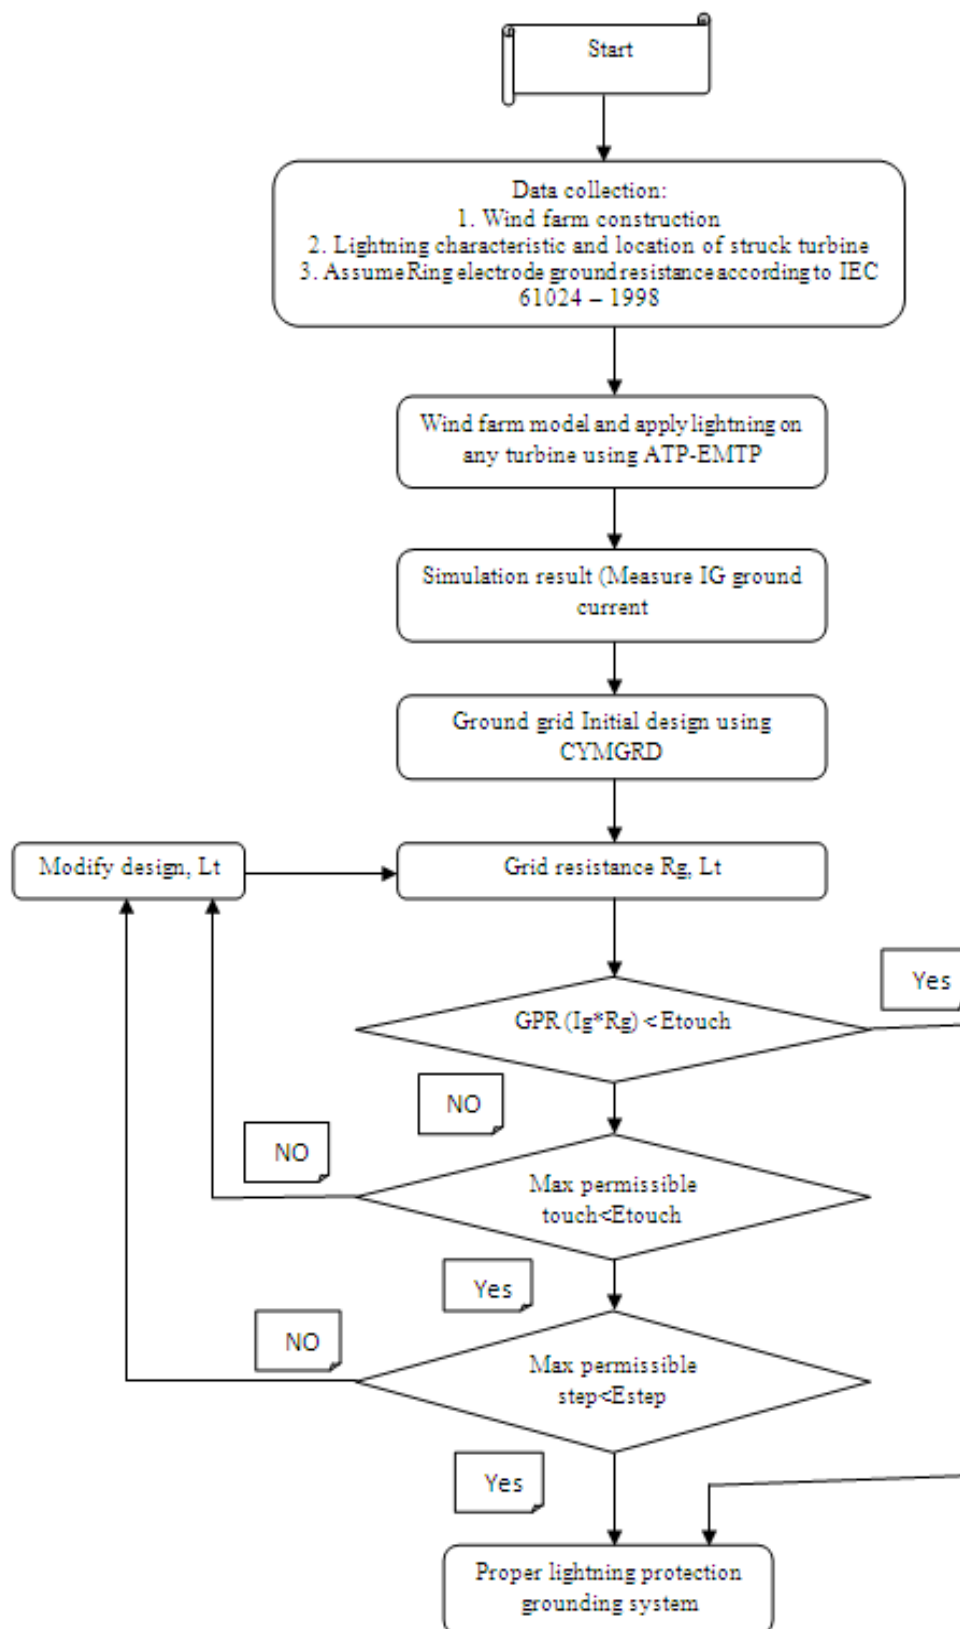 Start
Data collection:
1. Wind farm construction
2. Lightning characteristic and location of struck turbine
3. Assume Ring electrode ground resistance according to IEC
61024 – 1998
Wind farm model and apply lightning on
any turbine using ATP-EMTP
Simulation result (Measure IG ground
current
Ground grid Initial design using
CYMGRD
Modify design, Lt
Grid resistance Rg, Lt
Yes
GPR (Ig*Rg) < Etouch
NO
NO
Max permissible
touch<Etouch
Yes
NO
Max permissible
step<Estep
Yes
Proper lightning protection
grounding system